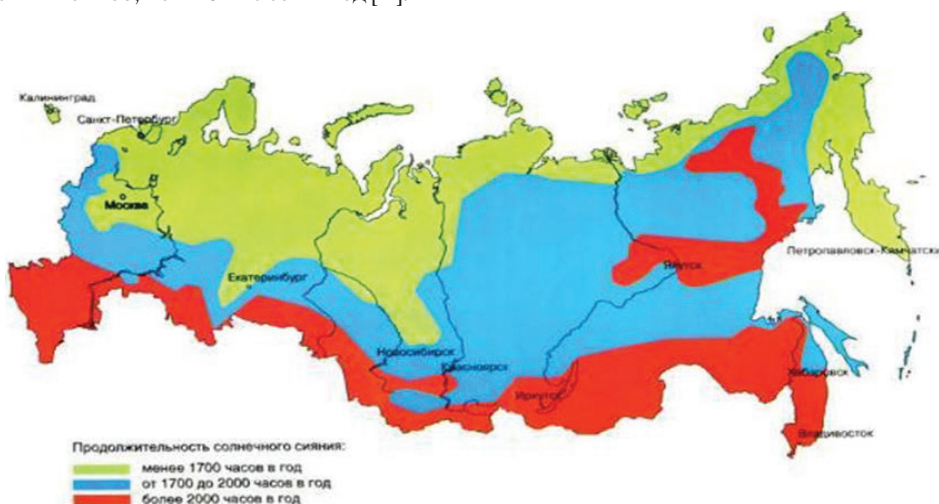 Калининград
Санкт-Петербург
Москва
Екатеринбург
Новосибирск
Красноярск
Иркутск
Якутск
Петропавловск-Камчатский
Хабаровск
Владивосток
Продолжительность солнечного сияния:
менее 1700 часов в год
от 1700 до 2000 часов в год
более 2000 часов в год